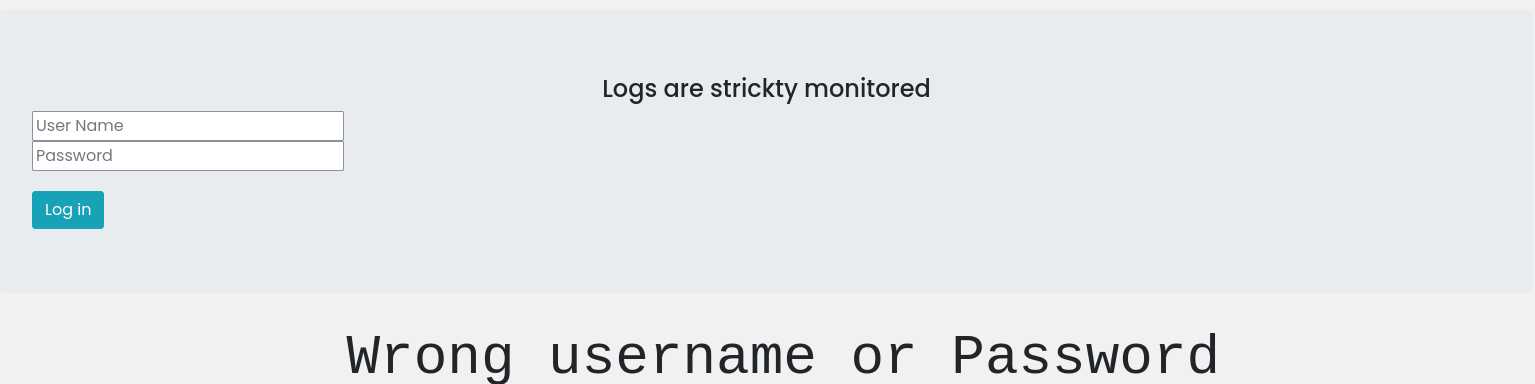 Logs are strickty monitored
User Name
Password
Log in
Wrong username or Password